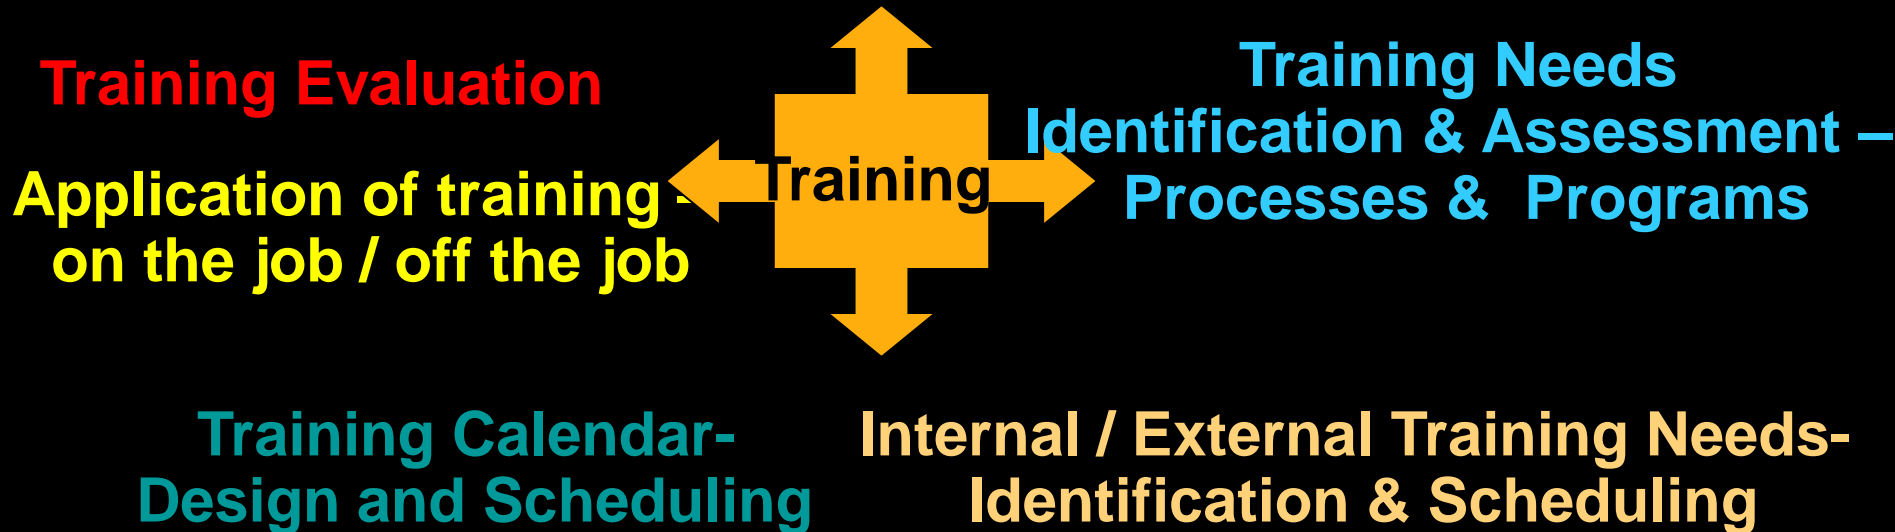 Training Evaluation
Application of training -
on the job / off the job
Training
Training Needs
Identification & Assessment –
Processes & Programs
Training Calendar-
Design and Scheduling
Internal / External Training Needs-
Identification & Scheduling